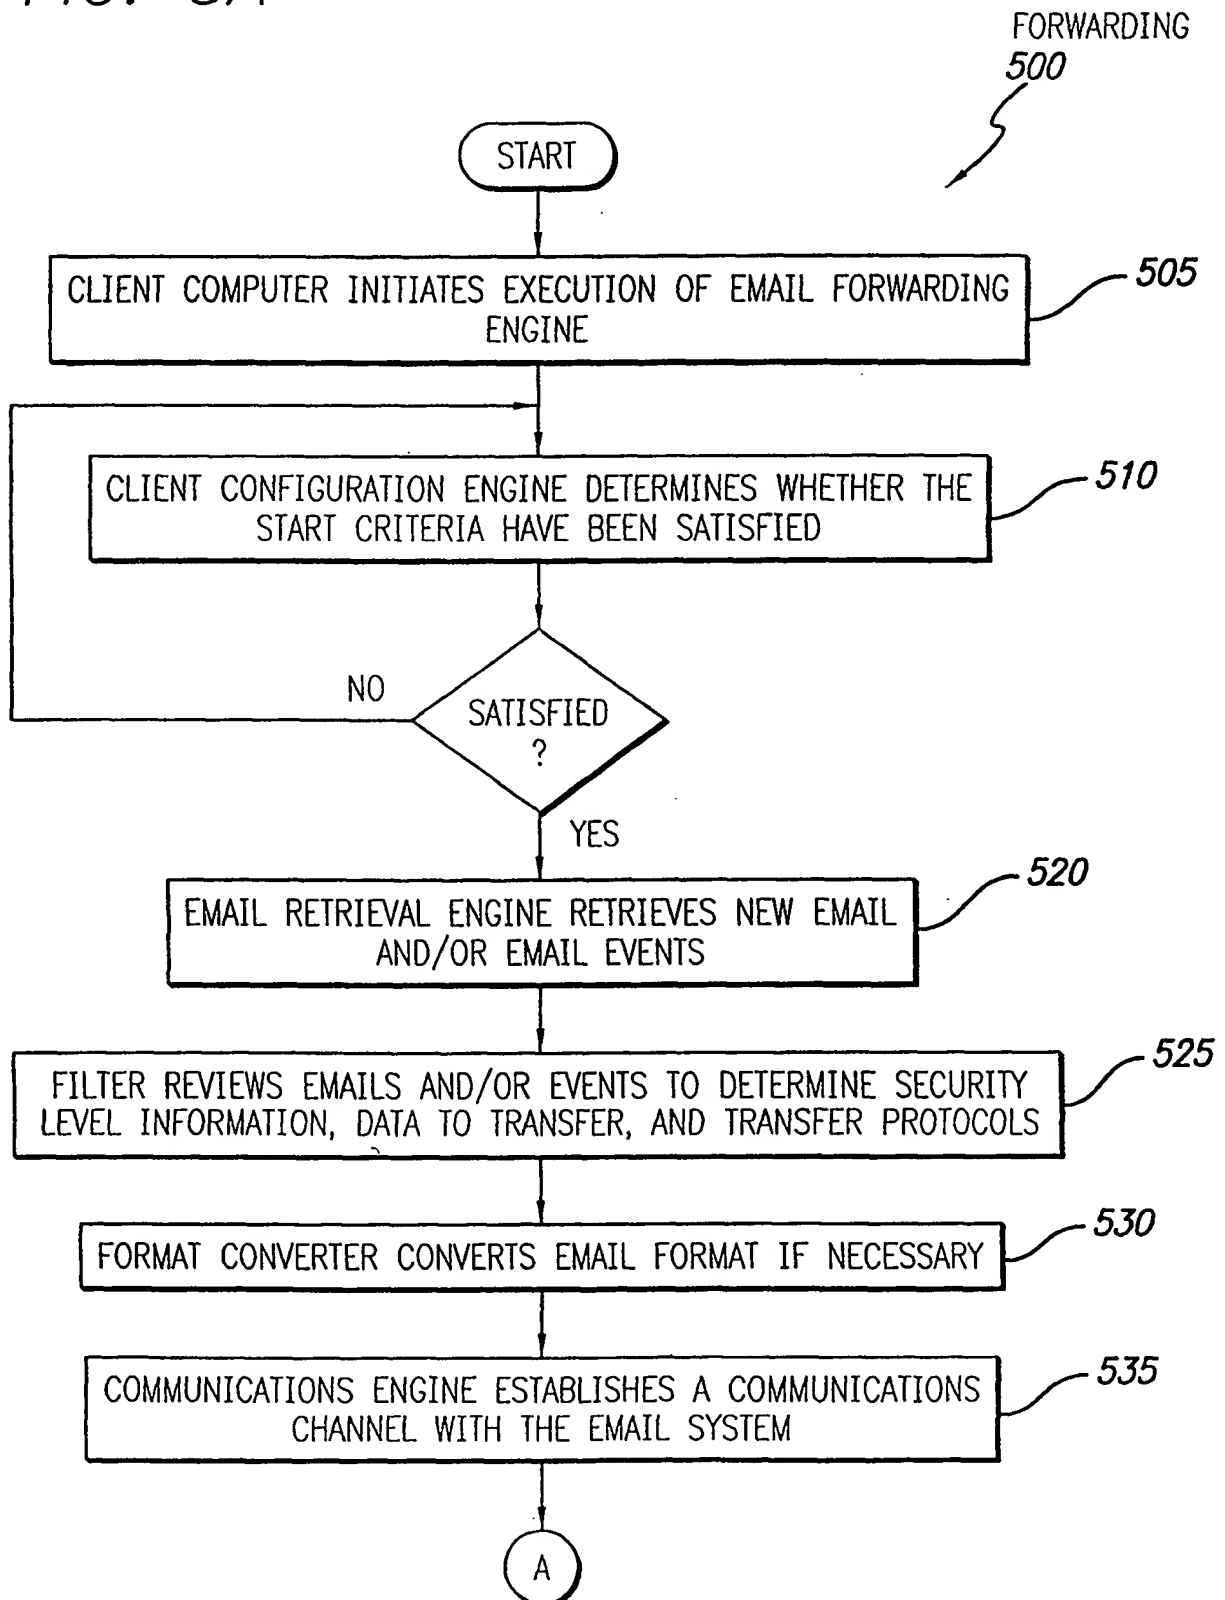 FORWARDING
500
START
CLIENT COMPUTER INITIATES EXECUTION OF EMAIL FORWARDING
ENGINE
505
CLIENT CONFIGURATION ENGINE DETERMINES WHETHER THE
START CRITERIA HAVE BEEN SATISFIED
510
NO
SATISFIED
?
YES
EMAIL RETRIEVAL ENGINE RETRIEVES NEW EMAIL
AND/OR EMAIL EVENTS
520
FILTER REVIEWS EMAILS AND/OR EVENTS TO DETERMINE SECURITY
LEVEL INFORMATION, DATA TO TRANSFER, AND TRANSFER PROTOCOLS
525
FORMAT CONVERTER CONVERTS EMAIL FORMAT IF NECESSARY
530
COMMUNICATIONS ENGINE ESTABLISHES A COMMUNICATIONS
CHANNEL WITH THE EMAIL SYSTEM
535
A